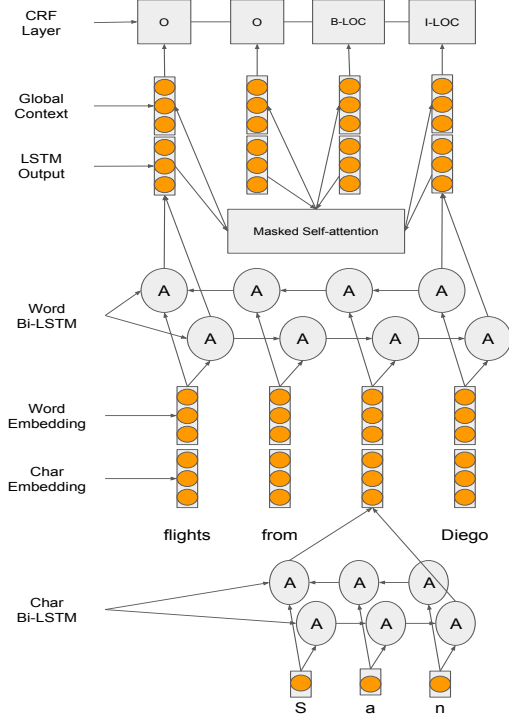 CRF
Layer
O O B-LOC I-LOC
Global
Context
LSTM
Output
Masked Self-attention
A A A A
Word
Bi-LSTM
A A A A
Word
Embedding
Char
Embedding
flights from Diego
A A A
Char
Bi-LSTM
A A A
S a n